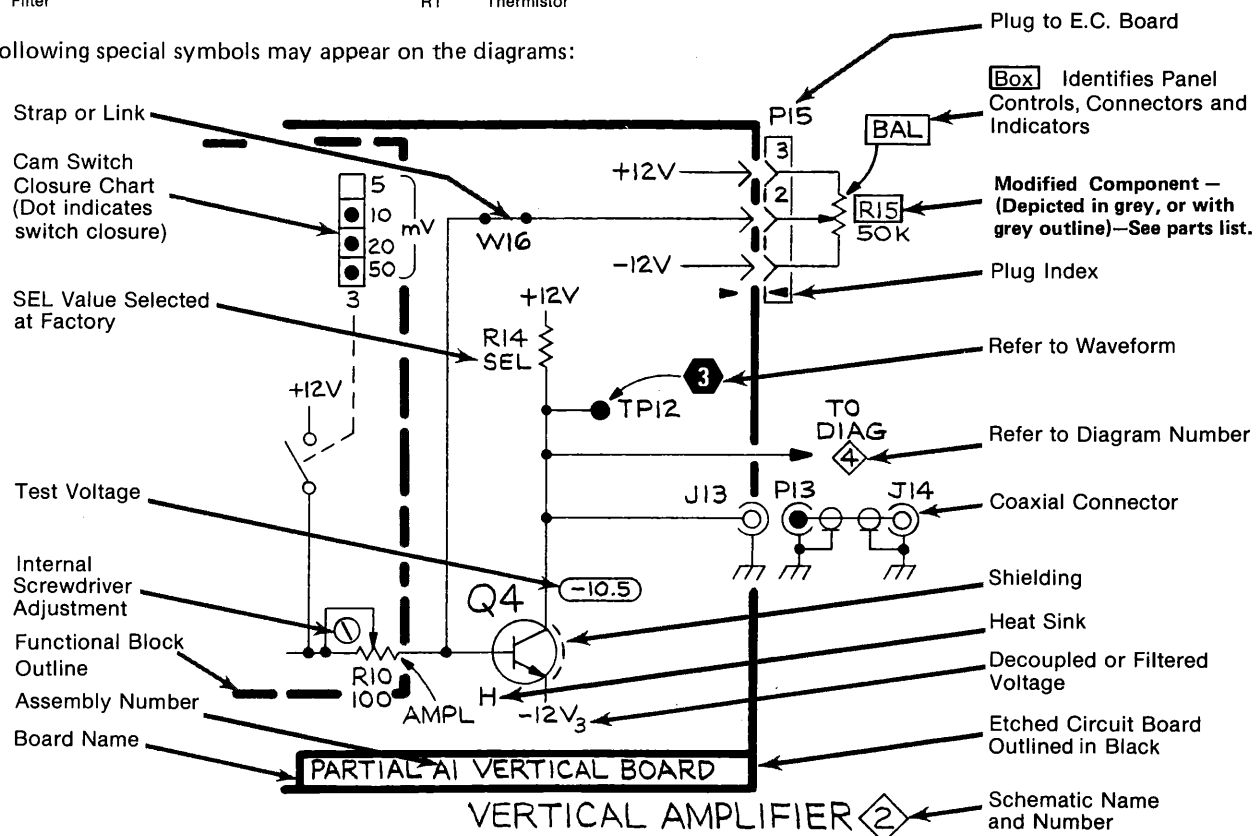 Filter
RT Thermistor
ollowing special symbols may appear on the diagrams:
Plug to E.C. Board
Box Identifies Panel
Controls, Connectors and
Indicators
Strap or Link
P15
BAL
Cam Switch
Closure Chart
(Dot indicates
switch closure)
5
10
20
50
mV
3
+12V
3
2
W16
R15
50K
-12V
Modified Component —
(Depicted in grey, or with
grey outline)—See parts list.
Plug Index
SEL Value Selected
at Factory
+12V
R14
SEL
3
Refer to Waveform
+12V
TP12
TO
DIAG
4
Refer to Diagram Number
Test Voltage
J13
P13
J14
Coaxial Connector
Internal
Screwdriver
Adjustment
-10.5
Q4
Shielding
Heat Sink
Functional Block
Outline
R10
100
AMPL
H
-12V3
Decoupled or Filtered
Voltage
Assembly Number
Board Name
PARTIAL A1 VERTICAL BOARD
Etched Circuit Board
Outlined in Black
VERTICAL AMPLIFIER 2
Schematic Name
and Number